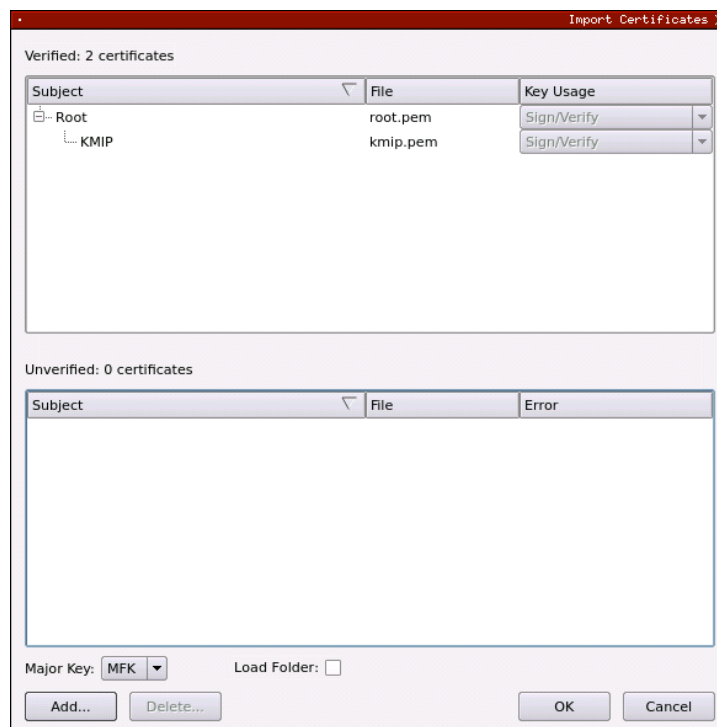 Import Certificates
Verified: 2 certificates
Subject File Key Usage
Root root.pem Sign/Verify
KMIP kmip.pem Sign/Verify
Unverified: 0 certificates
Subject File Error
Major Key: MFK Load Folder:
Add... Delete... OK Cancel